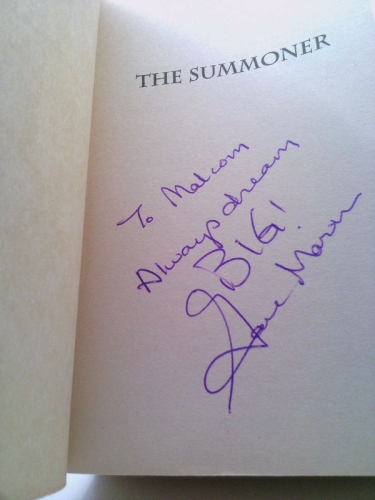 THE SUMMONER
To Malcom
Always dream
BIG!